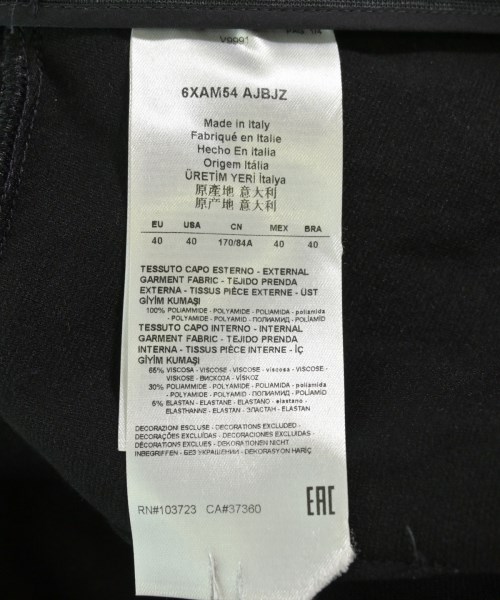 V0091
PAG 1/4
6XAM54 AJBJZ
Made in Italy
Fabriqué en Italie
Hecho En italia
Origem Itália
ÜRETİM YERİ İtalya
原產地 意大利
原产地 意大利
EU USA CN MEX BRA
40 40 170/84A 40 40
TESSUTO CAPO ESTERNO - EXTERNAL
GARMENT FABRIC - TEJIDO PRENDA
EXTERNA - TISSUS PIÈCE EXTERNE - ÜST
GİYİM KUMAŞI
100% POLIAMMIDE - POLYAMIDE - POLIAMIDA - poliamida
- POLYAMIDE - POLYAMID - ПОЛИАМИД - POLİAMİD
TESSUTO CAPO INTERNO - INTERNAL
GARMENT FABRIC - TEJIDO PRENDA
INTERNA - TISSUS PIÈCE INTERNE - İÇ
GİYİM KUMAŞI
65% VISCOSA - VISCOSE - VISCOSE - viscosa - VISCOSE -
VISKOSE - ВИСКОЗА - VİSKOZ
30% POLIAMMIDE - POLYAMIDE - POLIAMIDA - poliamida
- POLYAMIDE - POLYAMID - ПОЛИАМИД - POLİAMİD
5% ELASTAN - ELASTANE - ELASTANO - elastano -
ELASTHANNE - ELASTAN - ЭЛАСТАН - ELASTAN
DECORAZIONI ESCLUSE - DECORATIONS EXCLUDED -
DECORAÇÕES EXCLUÍDAS - DECORACIONES EXCLUIDAS -
DÉCORATIONS EXCLUES - DEKORATIONEN NICHT
INBEGRIFFEN - БЕЗ УКРАШЕНИЙ - DEKORASYON HARİÇ
RN#103723 CA#37360
EAC